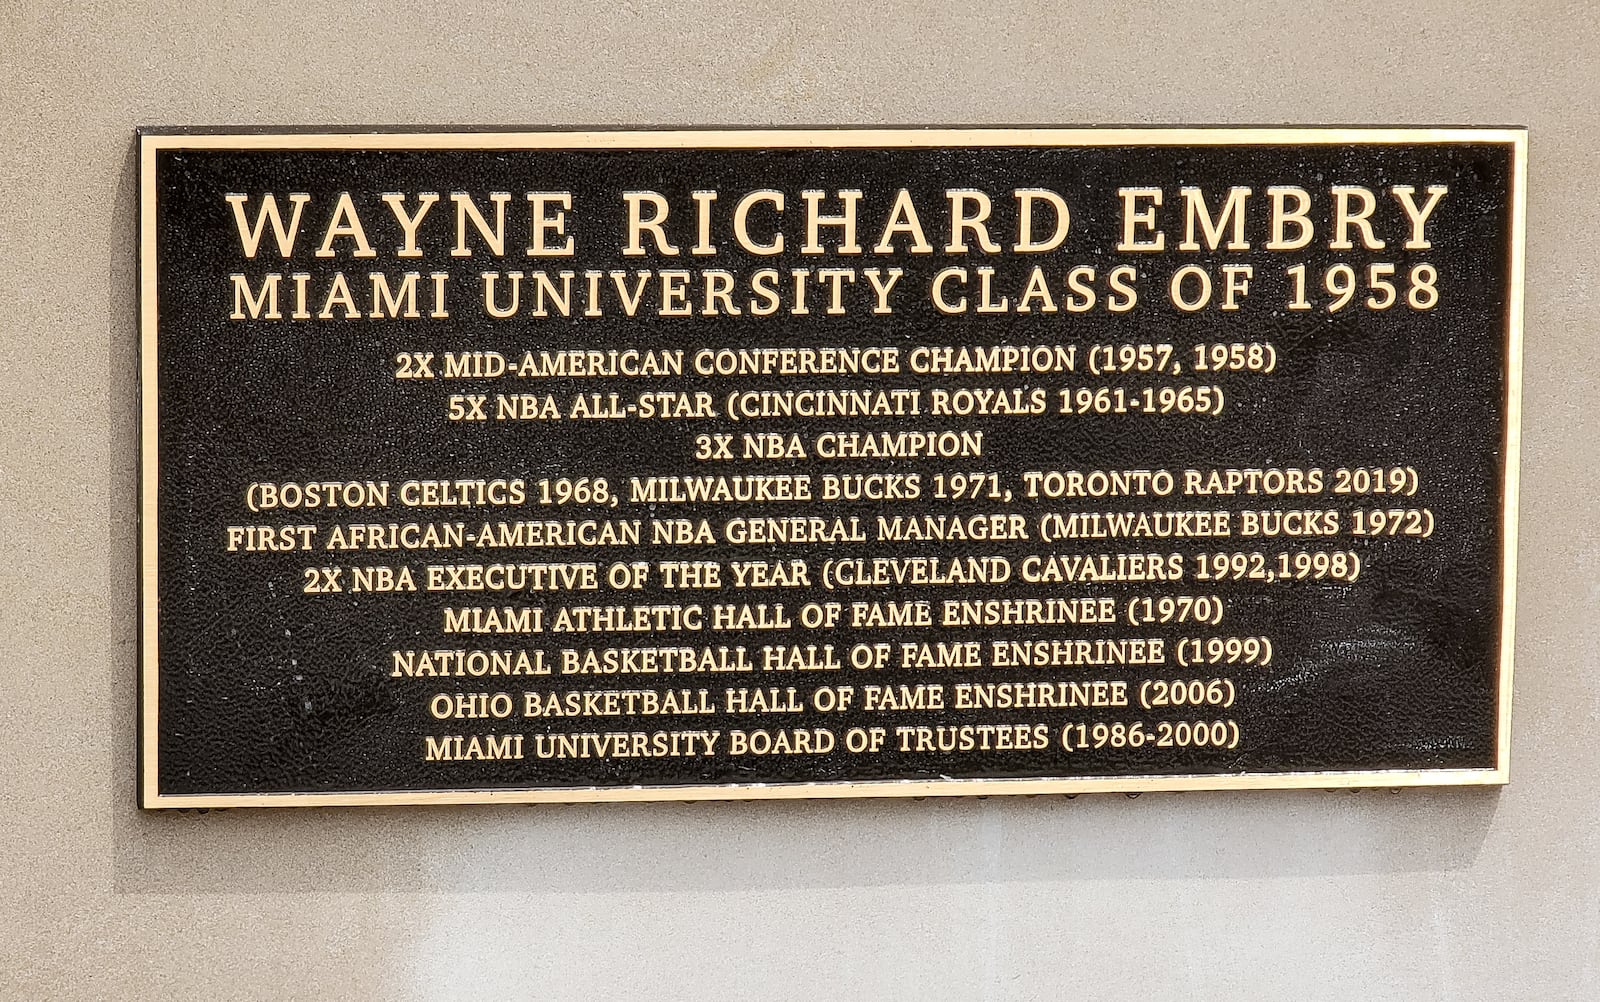 WAYNE RICHARD EMBRY
MIAMI UNIVERSITY CLASS OF 1958
2X MID-AMERICAN CONFERENCE CHAMPION (1957, 1958)
5X NBA ALL-STAR (CINCINNATI ROYALS 1961-1965)
3X NBA CHAMPION
(BOSTON CELTICS 1968, MILWAUKEE BUCKS 1971, TORONTO RAPTORS 2019)
FIRST AFRICAN-AMERICAN NBA GENERAL MANAGER (MILWAUKEE BUCKS 1972)
2X NBA EXECUTIVE OF THE YEAR (CLEVELAND CAVALIERS 1992,1998)
MIAMI ATHLETIC HALL OF FAME ENSHRINEE (1970)
NATIONAL BASKETBALL HALL OF FAME ENSHRINEE (1999)
OHIO BASKETBALL HALL OF FAME ENSHRINEE (2006)
MIAMI UNIVERSITY BOARD OF TRUSTEES (1986-2000)